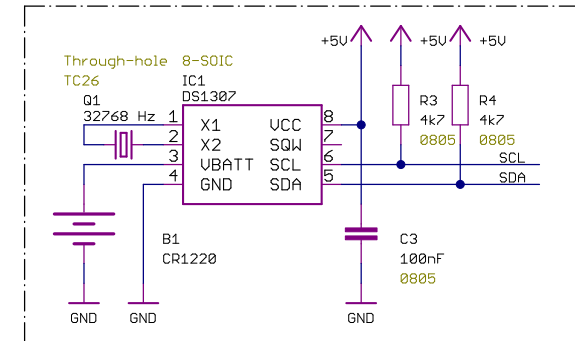 +5V +5V +5V
Through-hole 8-SOIC
TC26 IC1
Q1 DS1307 R3 R4
32768 Hz 4k7 4k7
1 X1 VCC 8
2 X2 SQW 7 0805 0805
3 VBATT SCL 6 SCL
4 GND SDA 5 SDA
B1 C3
CR1220 100nF
0805
GND GND GND